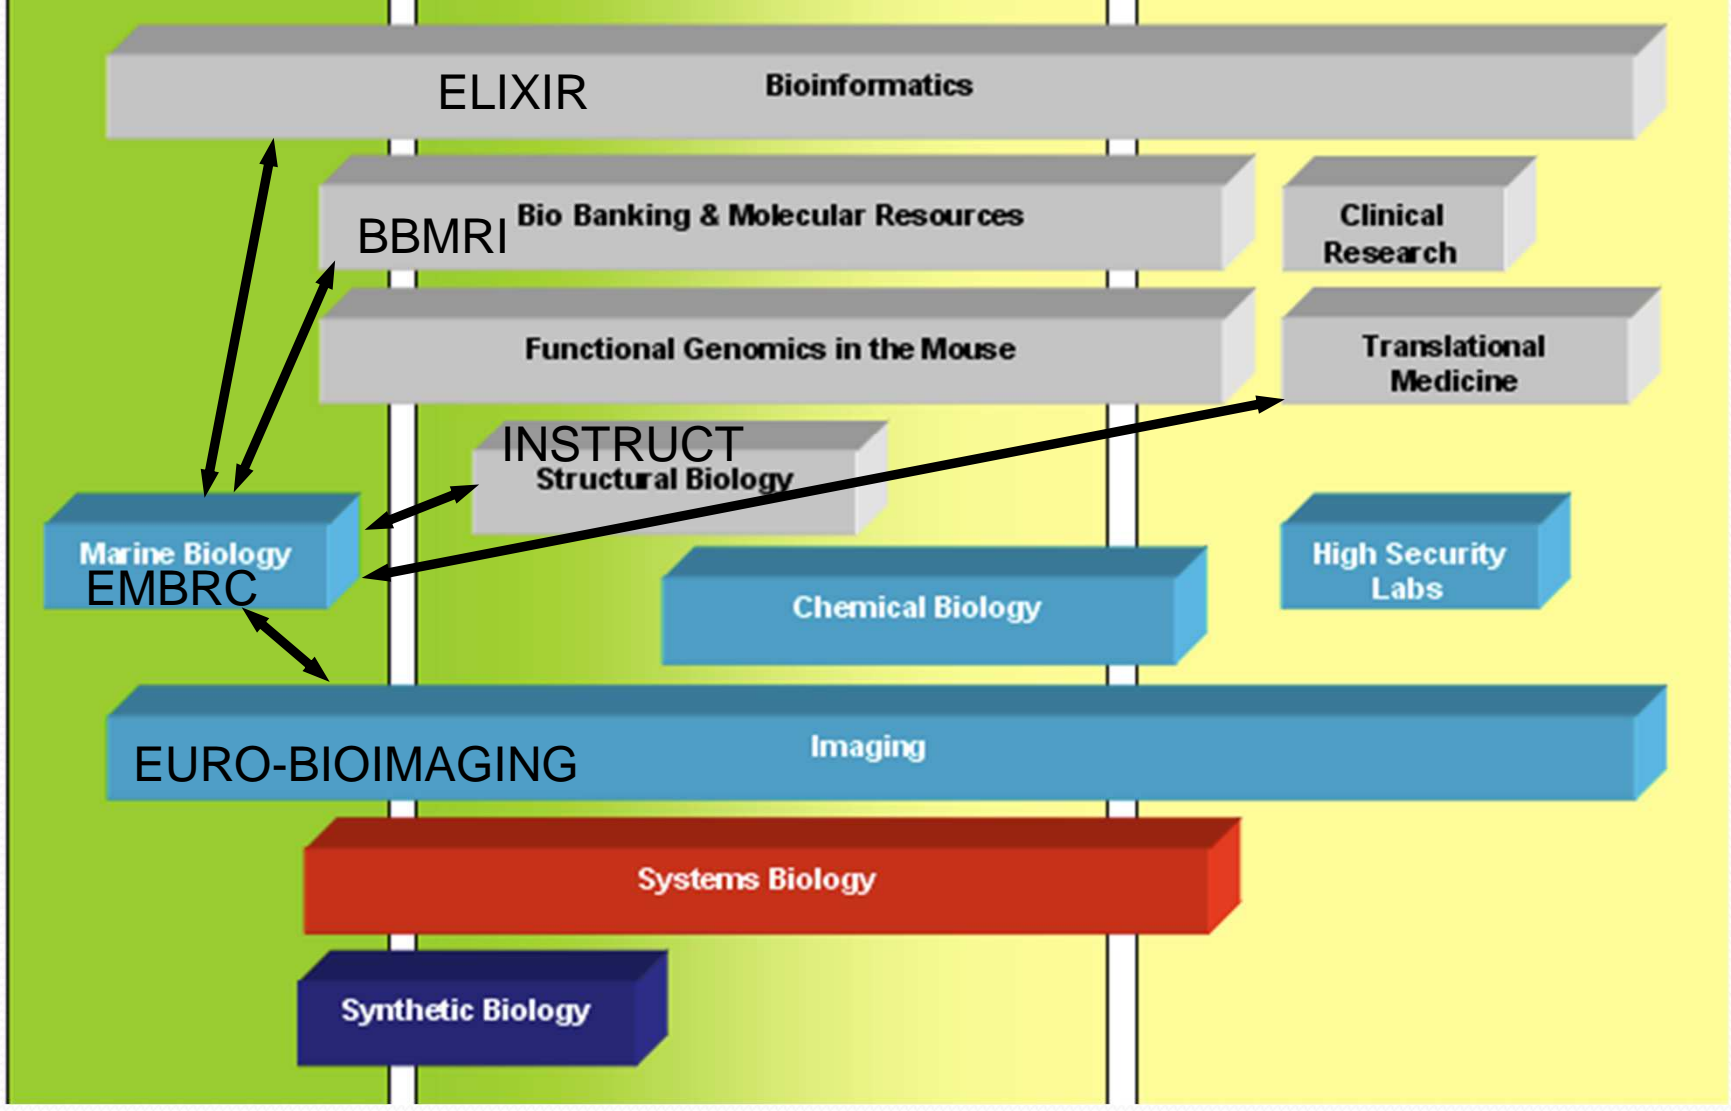 ELIXIR
Bioinformatics
BBMRI
Bio Banking & Molecular Resources
Clinical
Research
Functional Genomics in the Mouse
Translational
Medicine
INSTRUCT
Structural Biology
Marine Biology
EMBRC
High Security
Labs
Chemical Biology
EURO-BIOIMAGING
Imaging
Systems Biology
Synthetic Biology